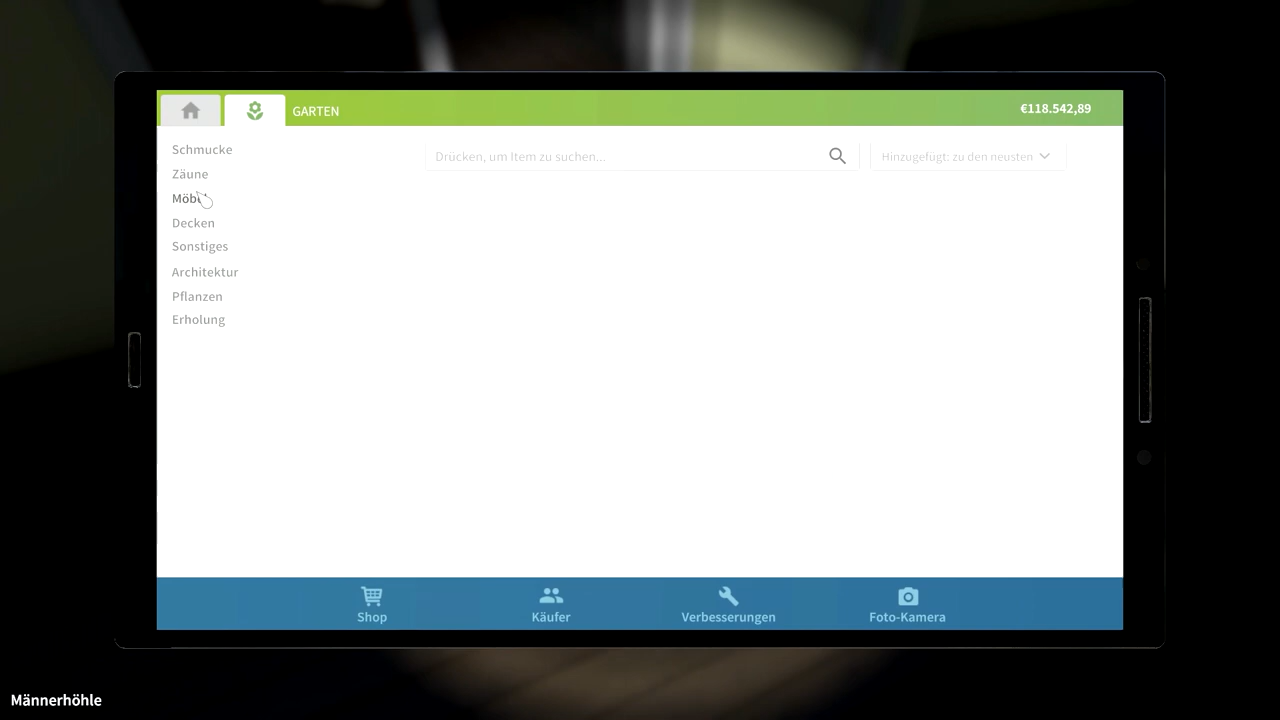 GARTEN
€118.542,89
Schmucke
Zäune
Decken
Sonstiges
Architektur
Pflanzen
Erholung
Drücken, um Item zu suchen...
Hinzugefügt: zu den neusten
Shop
Käufer
Verbesserungen
Foto-Kamera
Männerhöhle